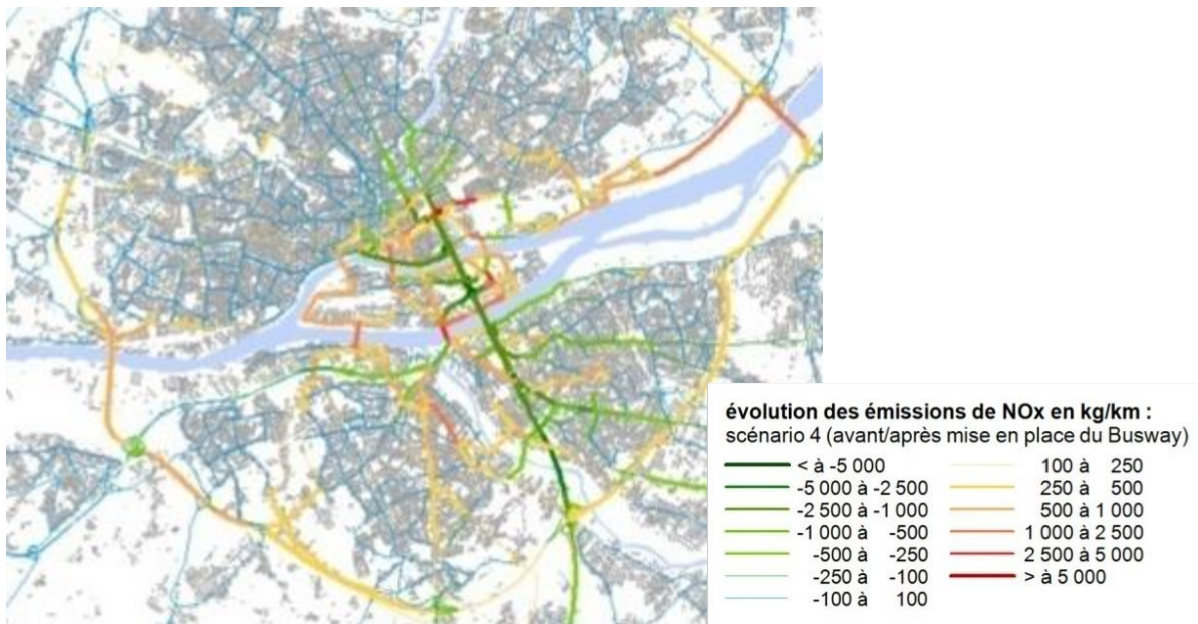 évolution des émissions de NOx en kg/km :
scénario 4 (avant/après mise en place du Busway)
< à -5 000
-5 000 à -2 500
-2 500 à -1 000
-1 000 à -500
-500 à -250
-250 à -100
-100 à 100
100 à 250
250 à 500
500 à 1 000
1 000 à 2 500
2 500 à 5 000
> à 5 000